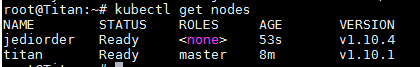 root@Titan:~# kubectl get nodes
NAME STATUS ROLES AGE VERSION
jediorder Ready <none> 53s v1.10.4
titan Ready master 8m v1.10.1